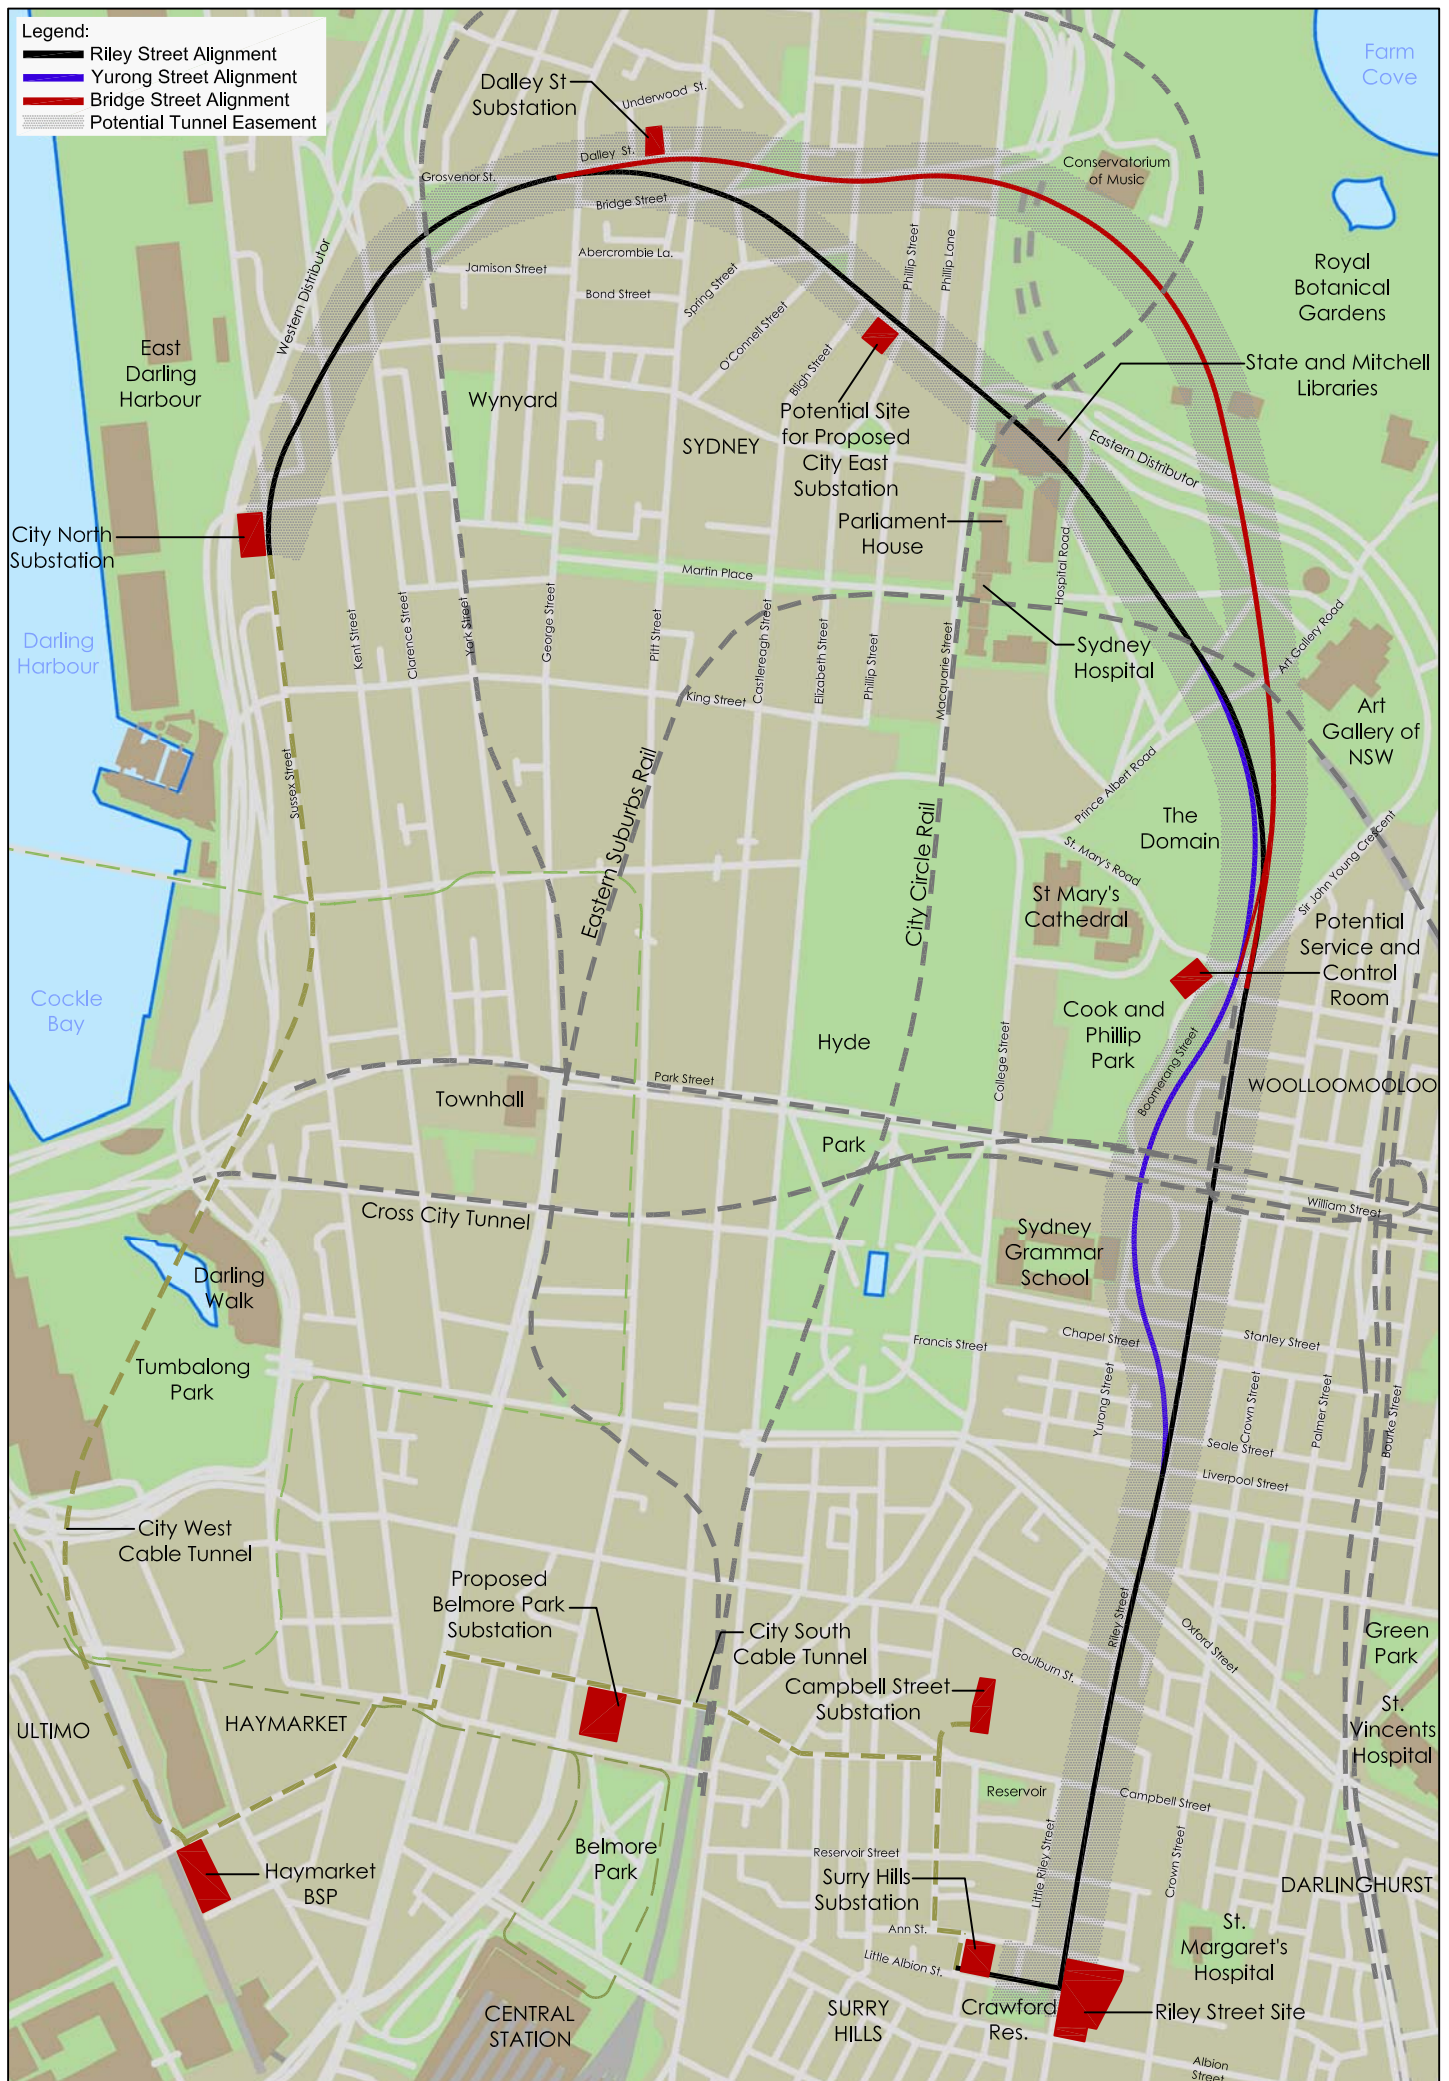 Legend:
Riley Street Alignment
Yurong Street Alignment
Bridge Street Alignment
Potential Tunnel Easement
Farm
Cove
Dalley St
Substation
Underwood St.
Dalley St.
Grosvenor St.
Bridge Street
Conservatorium
of Music
Abercrombie La.
Jamison Street
Bond Street
Spring Street
O'Connell Street
Bligh Street
Phillip Street
Phillip Lane
Western Distributor
Royal
Botanical
Gardens
East
Darling
Harbour
Wynyard
SYDNEY
State and Mitchell
Libraries
Potential Site
for Proposed
City East
Substation
Eastern Distributor
City North
Substation
Parliament
House
Hospital Road
Martin Place
Darling
Harbour
Kent Street
Clarence Street
York Street
George Street
Pitt Street
Castlereagh Street
Elizabeth Street
Phillip Street
Macquarie Street
Sydney
Hospital
Art Gallery Road
King Street
Art
Gallery of
NSW
Sussex Street
Eastern Suburbs Rail
City Circle Rail
Prince Albert Road
The
Domain
St. Mary's Road
Sir John Young Crescent
St Mary's
Cathedral
Potential
Service and
Control
Room
Cockle
Bay
Hyde
Cook and
Phillip
Park
College Street
Boomerang Street
Park Street
WOOLLOOMOOLOO
Townhall
Park
Cross City Tunnel
William Street
Sydney
Grammar
School
Darling
Walk
Francis Street
Chapel Street
Stanley Street
Tumbalong
Park
Yurong Street
Crown Street
Palmer Street
Bourke Street
Seale Street
Liverpool Street
City West
Cable Tunnel
Proposed
Belmore Park
Substation
City South
Cable Tunnel
Riley Street
Oxford Street
Goulburn St.
Green
Park
Campbell Street
Substation
ULTIMO
HAYMARKET
St.
Vincents
Hospital
Reservoir
Campbell Street
Belmore
Park
Reservoir Street
Little Riley Street
Crown Street
Haymarket
BSP
Surry Hills
Substation
DARLINGHURST
Ann St.
Little Albion St.
St.
Margaret's
Hospital
CENTRAL
STATION
SURRY
HILLS
Crawford
Res.
Riley Street Site
Albion
Street